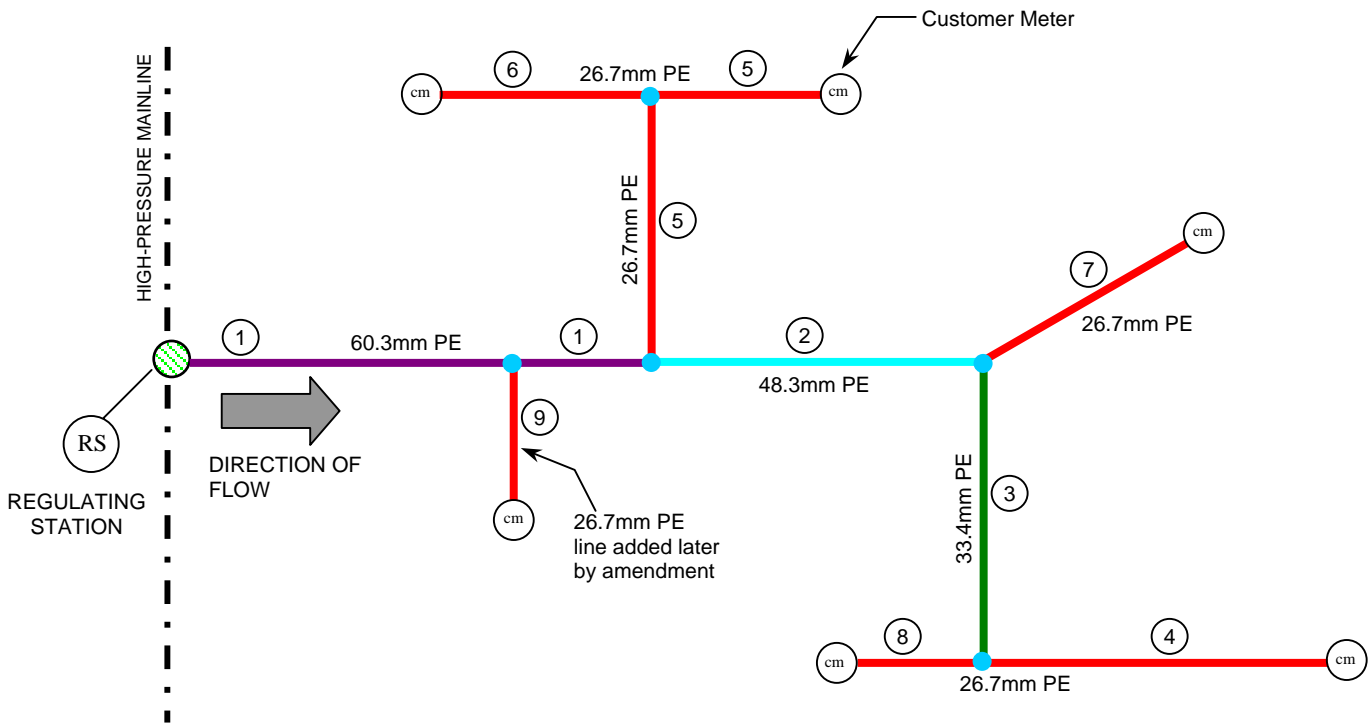 Customer Meter
6
26.7mm PE
5
cm
cm
HIGH-PRESSURE MAINLINE
26.7mm PE
5
cm
7
26.7mm PE
1
60.3mm PE
1
2
48.3mm PE
RS
REGULATING
STATION
DIRECTION OF
FLOW
9
cm
26.7mm PE
line added later
by amendment
33.4mm PE
3
cm
8
4
cm
26.7mm PE